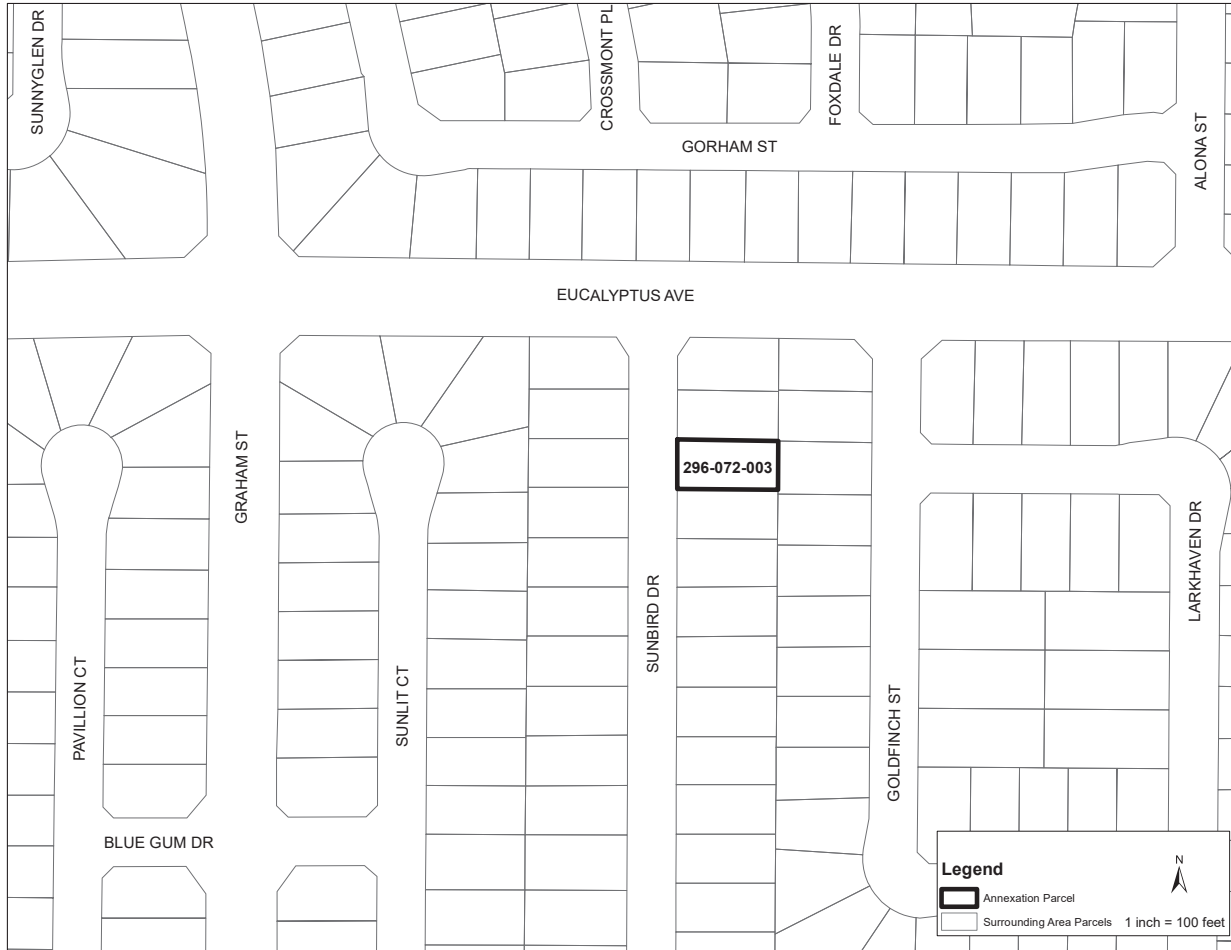 SUNNYGLEN DR
CROSSMONT PL
FOXDALE DR
ALONA ST
GORHAM ST
EUCALYPTUS AVE
GRAHAM ST
296-072-003
LARKHAVEN DR
SUNBIRD DR
PAVILLION CT
SUNLIT CT
GOLDFINCH ST
BLUE GUM DR
Legend
N
Annexation Parcel
Surrounding Area Parcels
1 inch = 100 feet